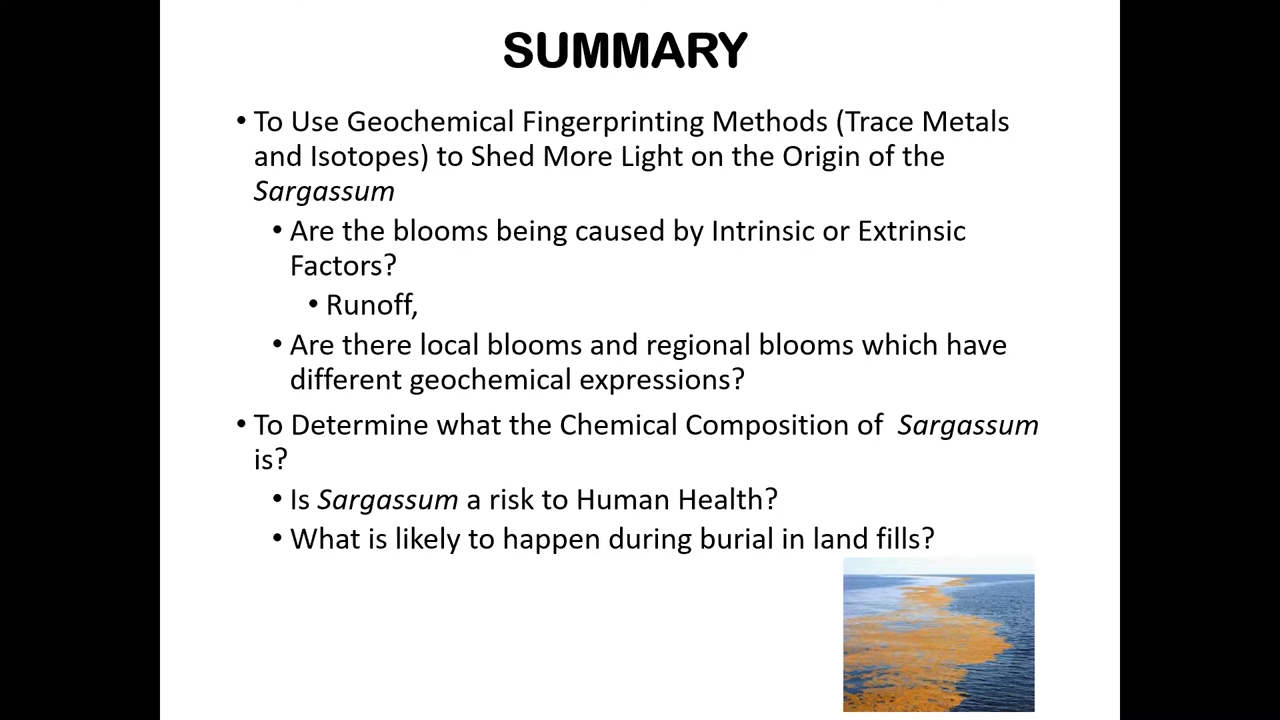 SUMMARY
• To Use Geochemical Fingerprinting Methods (Trace Metals
and Isotopes) to Shed More Light on the Origin of the
Sargassum
• Are the blooms being caused by Intrinsic or Extrinsic
Factors?
• Runoff,
• Are there local blooms and regional blooms which have
different geochemical expressions?
• To Determine what the Chemical Composition of  Sargassum
is?
• Is Sargassum a risk to Human Health?
• What is likely to happen during burial in land fills?